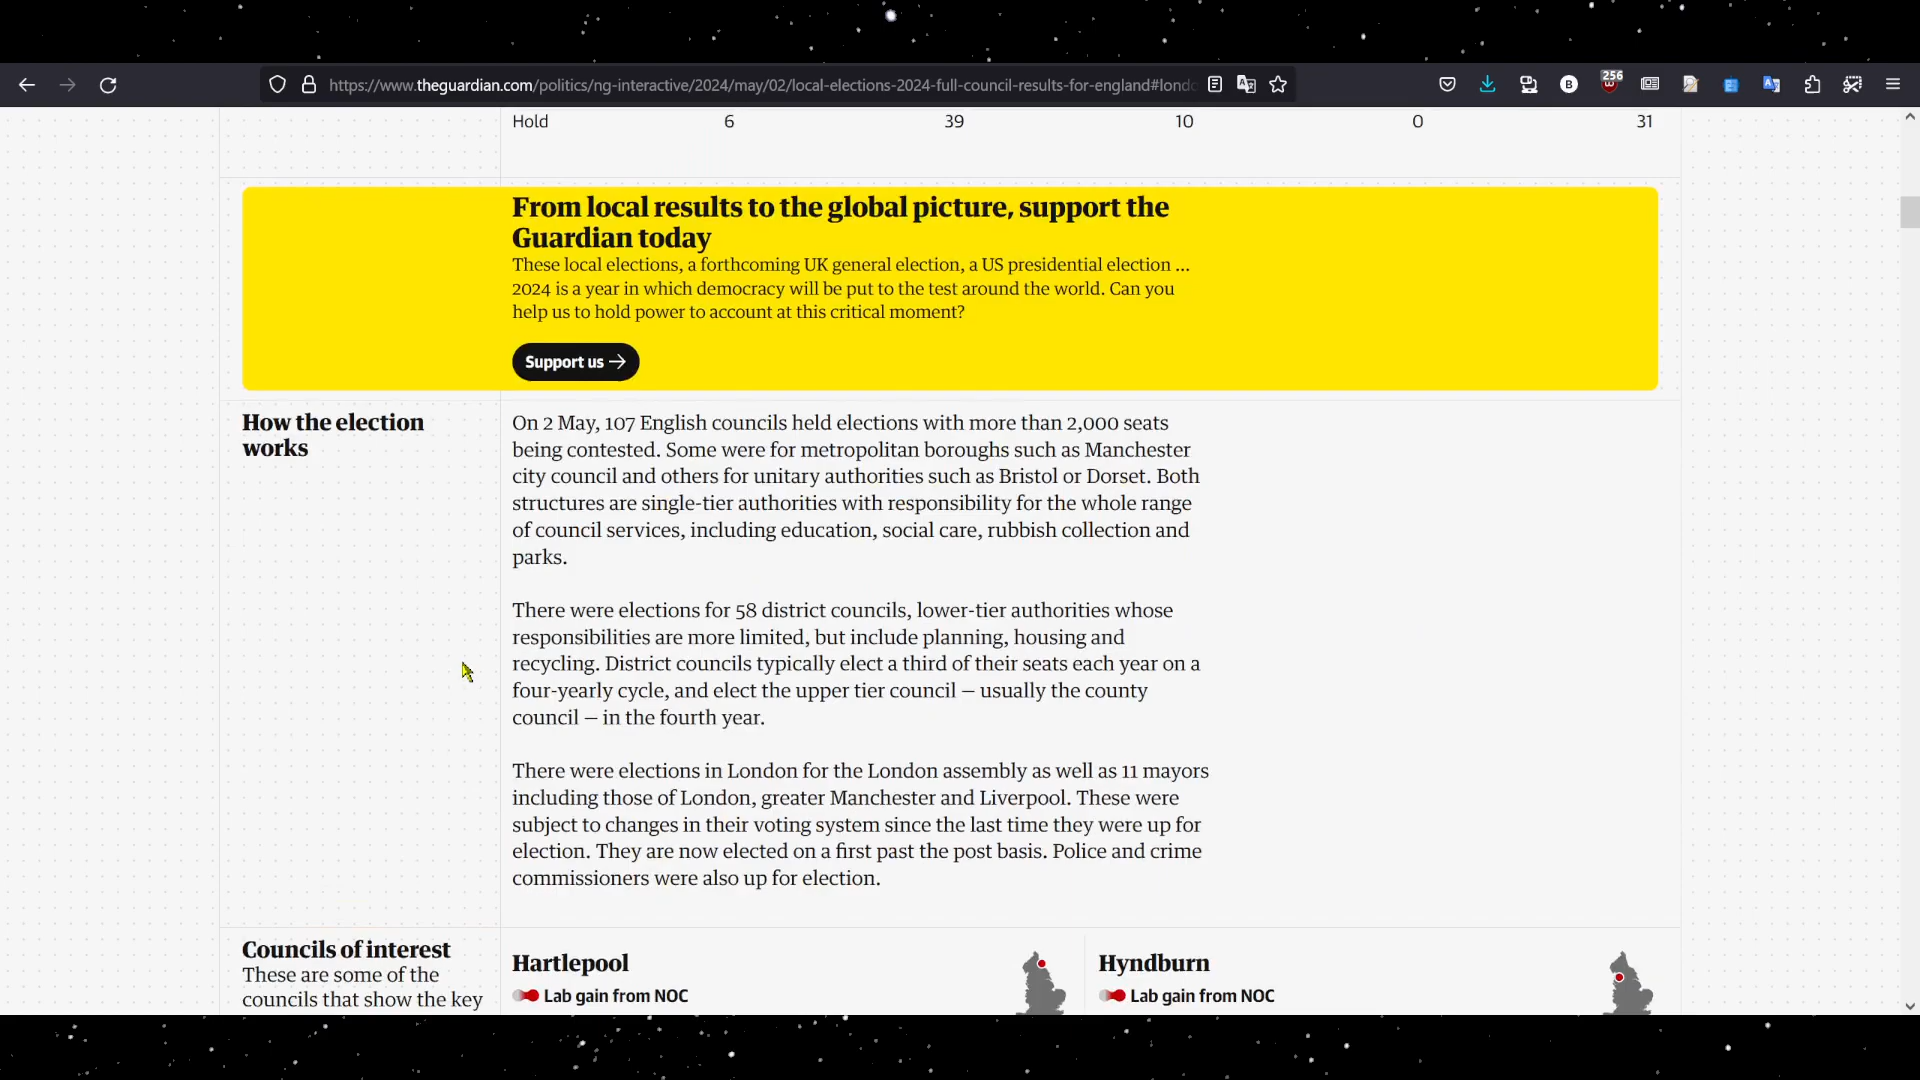 256
https://www.theguardian.com/politics/ng-interactive/2024/may/02/local-elections-2024-full-council-results-for-england#londo
B
Hold 6 39 10 0 31
From local results to the global picture, support the
Guardian today
These local elections, a forthcoming UK general election, a US presidential election ...
2024 is a year in which democracy will be put to the test around the world. Can you
help us to hold power to account at this critical moment?
Support us →
How the election
works
On 2 May, 107 English councils held elections with more than 2,000 seats
being contested. Some were for metropolitan boroughs such as Manchester
city council and others for unitary authorities such as Bristol or Dorset. Both
structures are single-tier authorities with responsibility for the whole range
of council services, including education, social care, rubbish collection and
parks.
There were elections for 58 district councils, lower-tier authorities whose
responsibilities are more limited, but include planning, housing and
recycling. District councils typically elect a third of their seats each year on a
four-yearly cycle, and elect the upper tier council — usually the county
council — in the fourth year.
There were elections in London for the London assembly as well as 11 mayors
including those of London, greater Manchester and Liverpool. These were
subject to changes in their voting system since the last time they were up for
election. They are now elected on a first past the post basis. Police and crime
commissioners were also up for election.
Councils of interest
These are some of the
councils that show the key
Hartlepool
Lab gain from NOC
Hyndburn
Lab gain from NOC